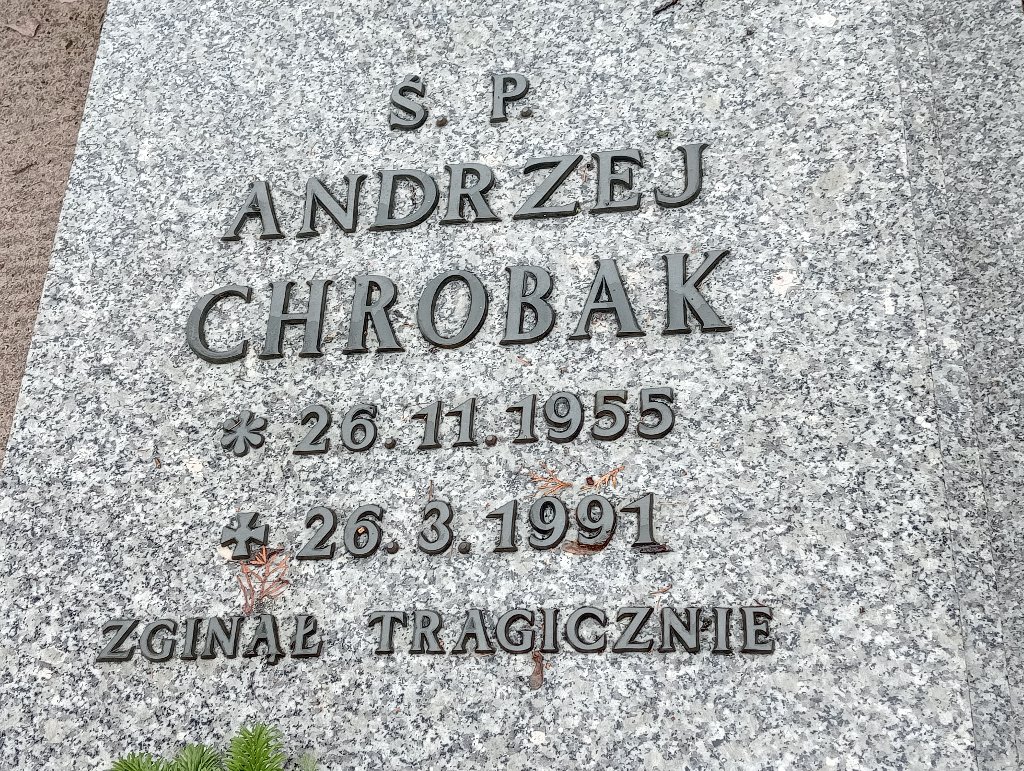 Ś. P.
ANDRZEJ
CHROBAK
* 26. 11. 1955
✠ 26. 3. 1991
ZGINĄŁ TRAGICZNIE